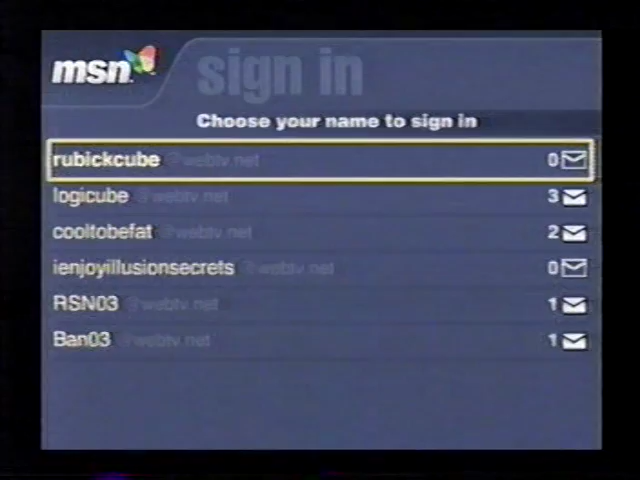 msn
sign in
Choose your name to sign in
rubickcube @webtv.net 0
logicube @webtv.net 3
cooltobefat @webtv.net 2
ienjoyillusionsecrets @webtv.net 0
RSN03 @webtv.net 1
Ban03 @webtv.net 1